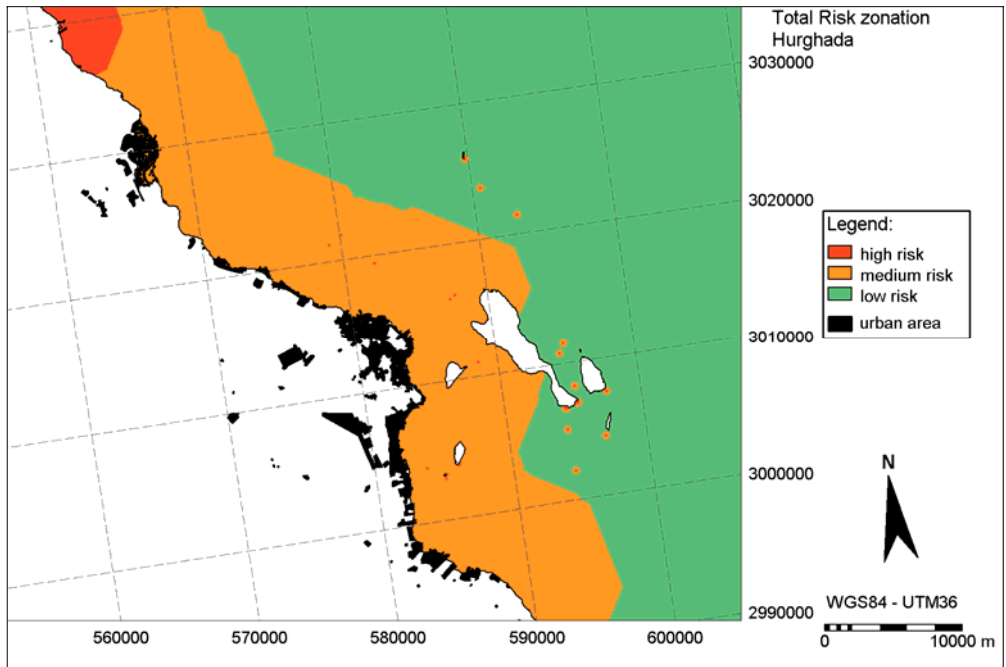 Total Risk zonation
Hurghada
3030000
3020000
Legend:
high risk
medium risk
low risk
urban area
3010000
3000000
N
WGS84 - UTM36
2990000
0 10000 m
560000 570000 580000 590000 600000